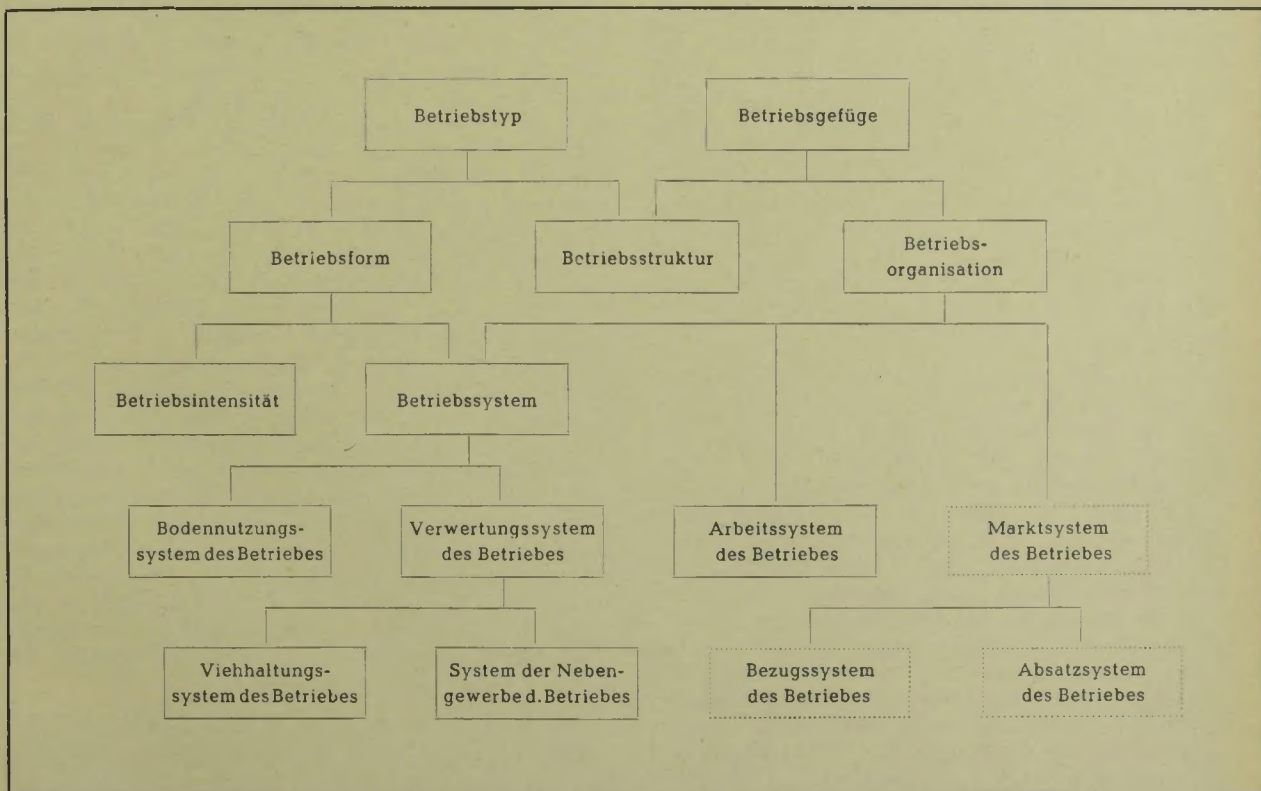 Betriebstyp
Betriebsgefüge
Betriebsform
Betriebsstruktur
Betriebs-
organisation
Betriebsintensität
Betriebssystem
Bodennutzungs-
system des Betriebes
Verwertungssystem
des Betriebes
Arbeitssystem
des Betriebes
Marktsystem
des Betriebes
Viehhaltungs-
system des Betriebes
System der Neben-
gewerbe d. Betriebes
Bezugssystem
des Betriebes
Absatzsystem
des Betriebes